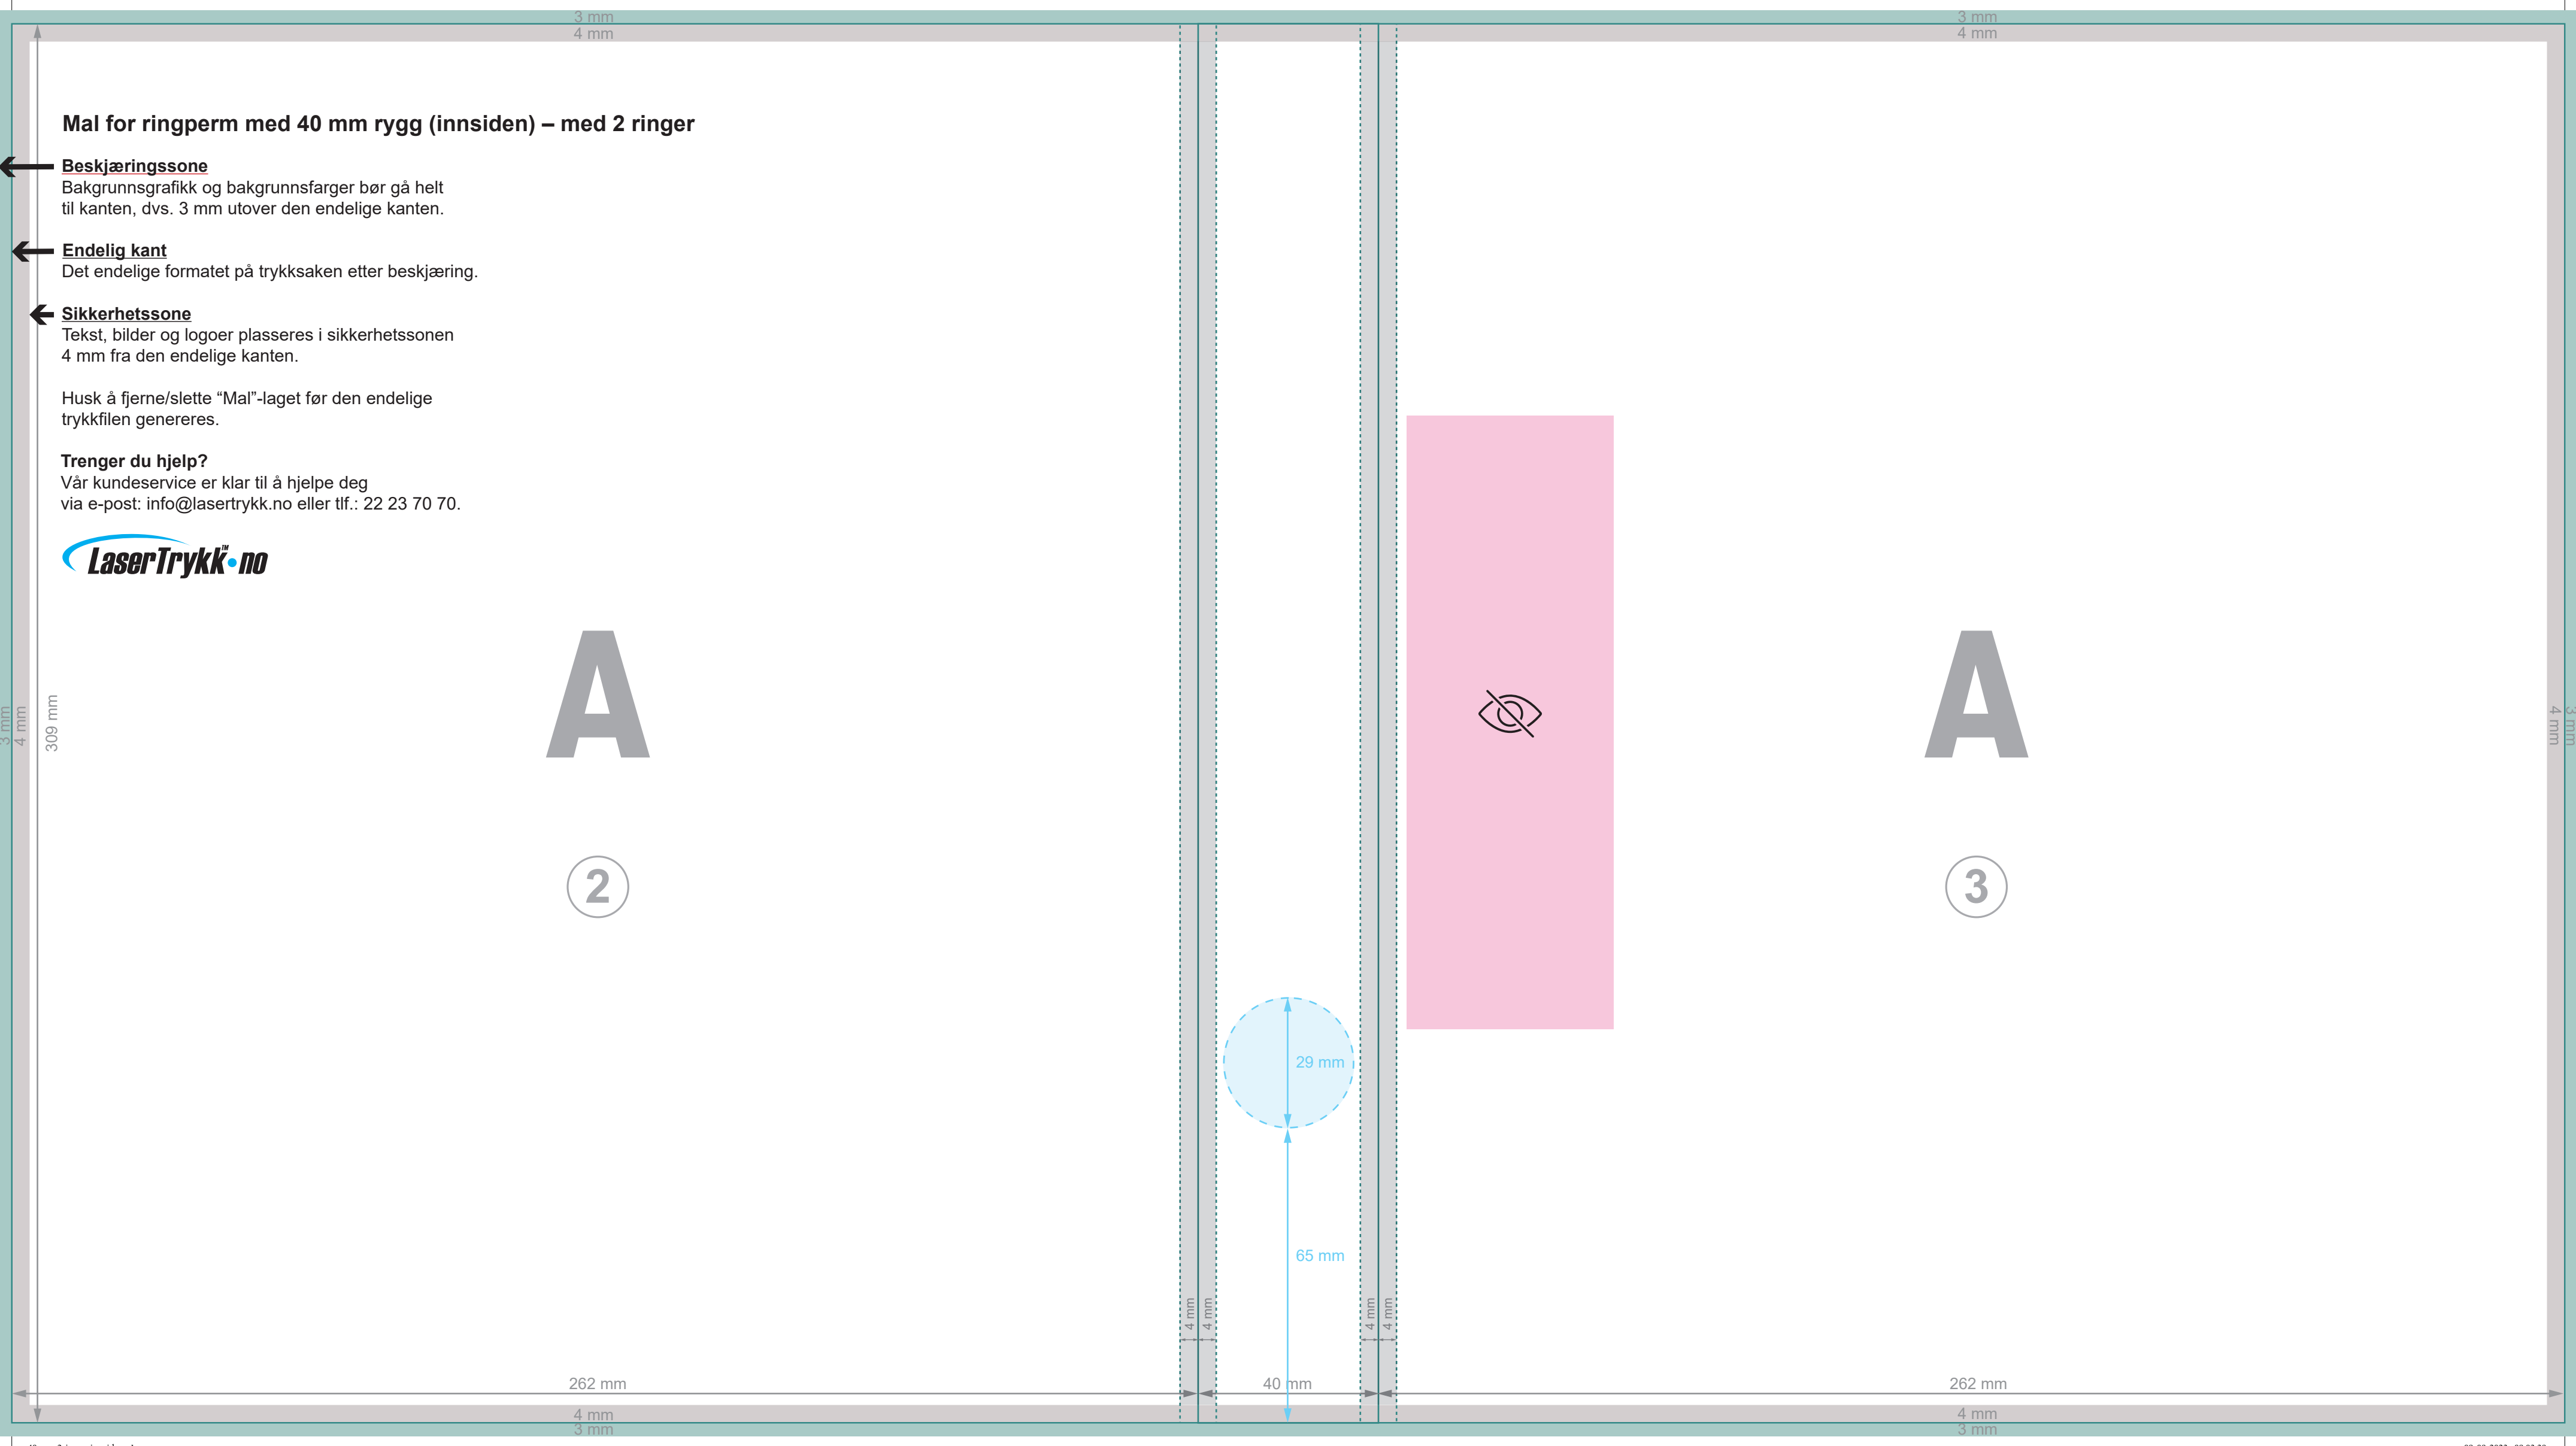 3 mm
4 mm
3 mm
4 mm
Mal for ringperm med 40 mm rygg (innsiden) – med 2 ringer
Beskjæringssone
Bakgrunnsgrafikk og bakgrunnsfarger bør gå helt
til kanten, dvs. 3 mm utover den endelige kanten.
Endelig kant
Det endelige formatet på trykksaken etter beskjæring.
Sikkerhetssone
Tekst, bilder og logoer plasseres i sikkerhetssonen
4 mm fra den endelige kanten.
Husk å fjerne/slette “Mal”-laget før den endelige
trykkfilen genereres.
Trenger du hjelp?
Vår kundeservice er klar til å hjelpe deg
via e-post: info@lasertrykk.no eller tlf.: 22 23 70 70.
LaserTrykk™•no
A
A
3 mm
4 mm
309 mm
4 mm
3 mm
2
3
29 mm
65 mm
4 mm
4 mm
4 mm
4 mm
262 mm
40 mm
262 mm
4 mm
3 mm
4 mm
3 mm